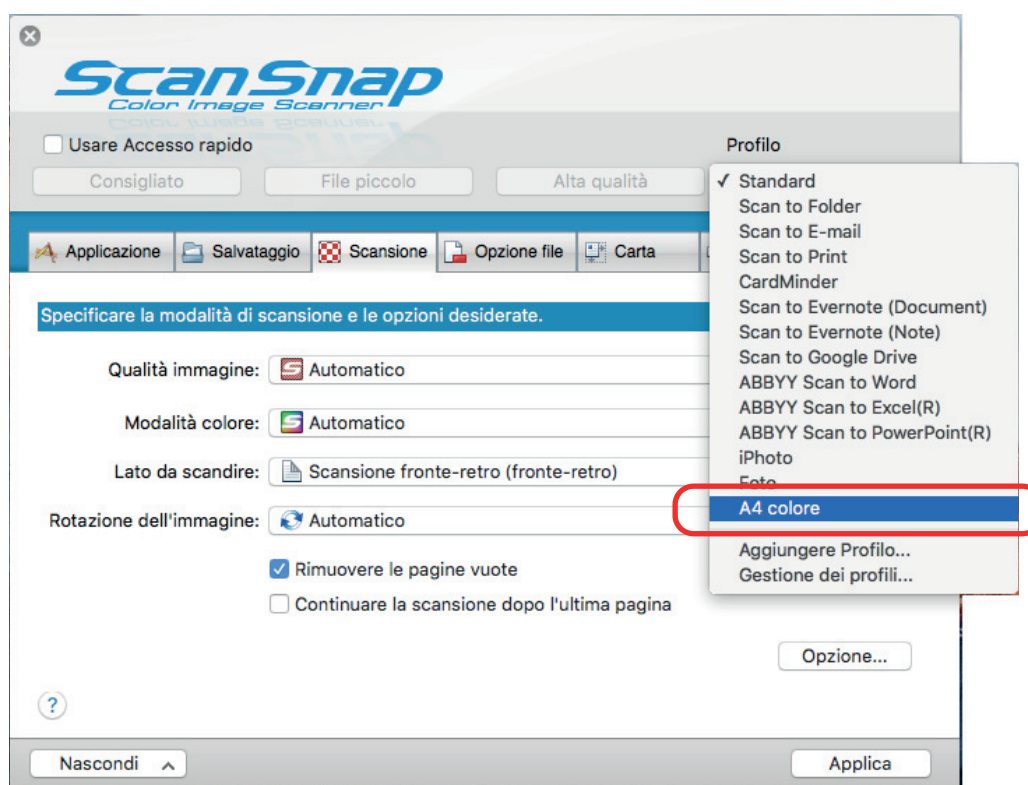 ScanSnap
Color Image Scanner
Usare Accesso rapido
Profilo
Consigliato
File piccolo
Alta qualità
✓ Standard
Scan to Folder
Scan to E-mail
Scan to Print
CardMinder
Scan to Evernote (Document)
Scan to Evernote (Note)
Scan to Google Drive
ABBYY Scan to Word
ABBYY Scan to Excel(R)
ABBYY Scan to PowerPoint(R)
iPhoto
Foto
A4 colore
Aggiungere Profilo...
Gestione dei profili...
Applicazione
Salvataggio
Scansione
Opzione file
Carta
Specificare la modalità di scansione e le opzioni desiderate.
Qualità immagine: Automatico
Modalità colore: Automatico
Lato da scandire: Scansione fronte-retro (fronte-retro)
Rotazione dell'immagine: Automatico
Rimuovere le pagine vuote
Continuare la scansione dopo l'ultima pagina
Opzione...
?
Nascondi
Applica